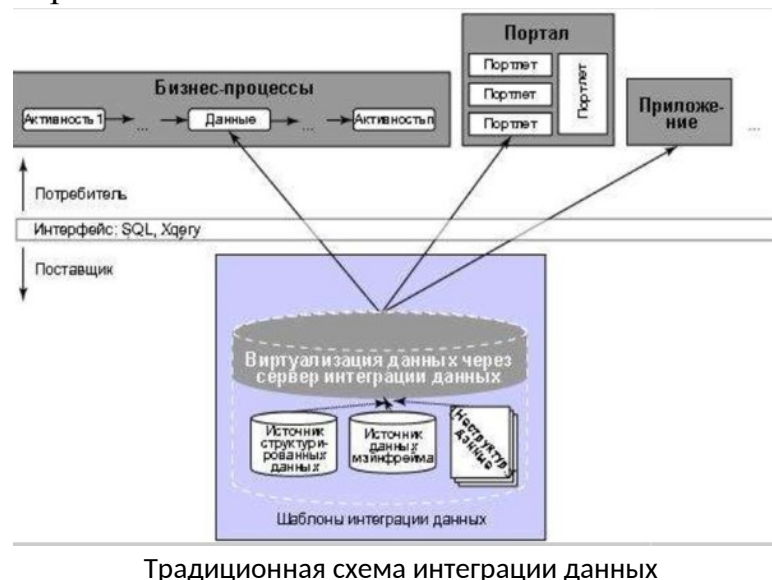 Портал
Портлет
Портлет
Портлет
Портлет
Бизнес-процессы
Активность 1
...
Данные
...
Активность n
Приложе-
ние
...
Потребитель
Интерфейс: SQL, Xqery
Поставщик
Виртуализация данных через
сервер интеграции данных
Источник
структури-
рованных
данных
Источник
данных
мэйнфрейма
данные
Шаблоны интеграции данных
Традиционная схема интеграции данных